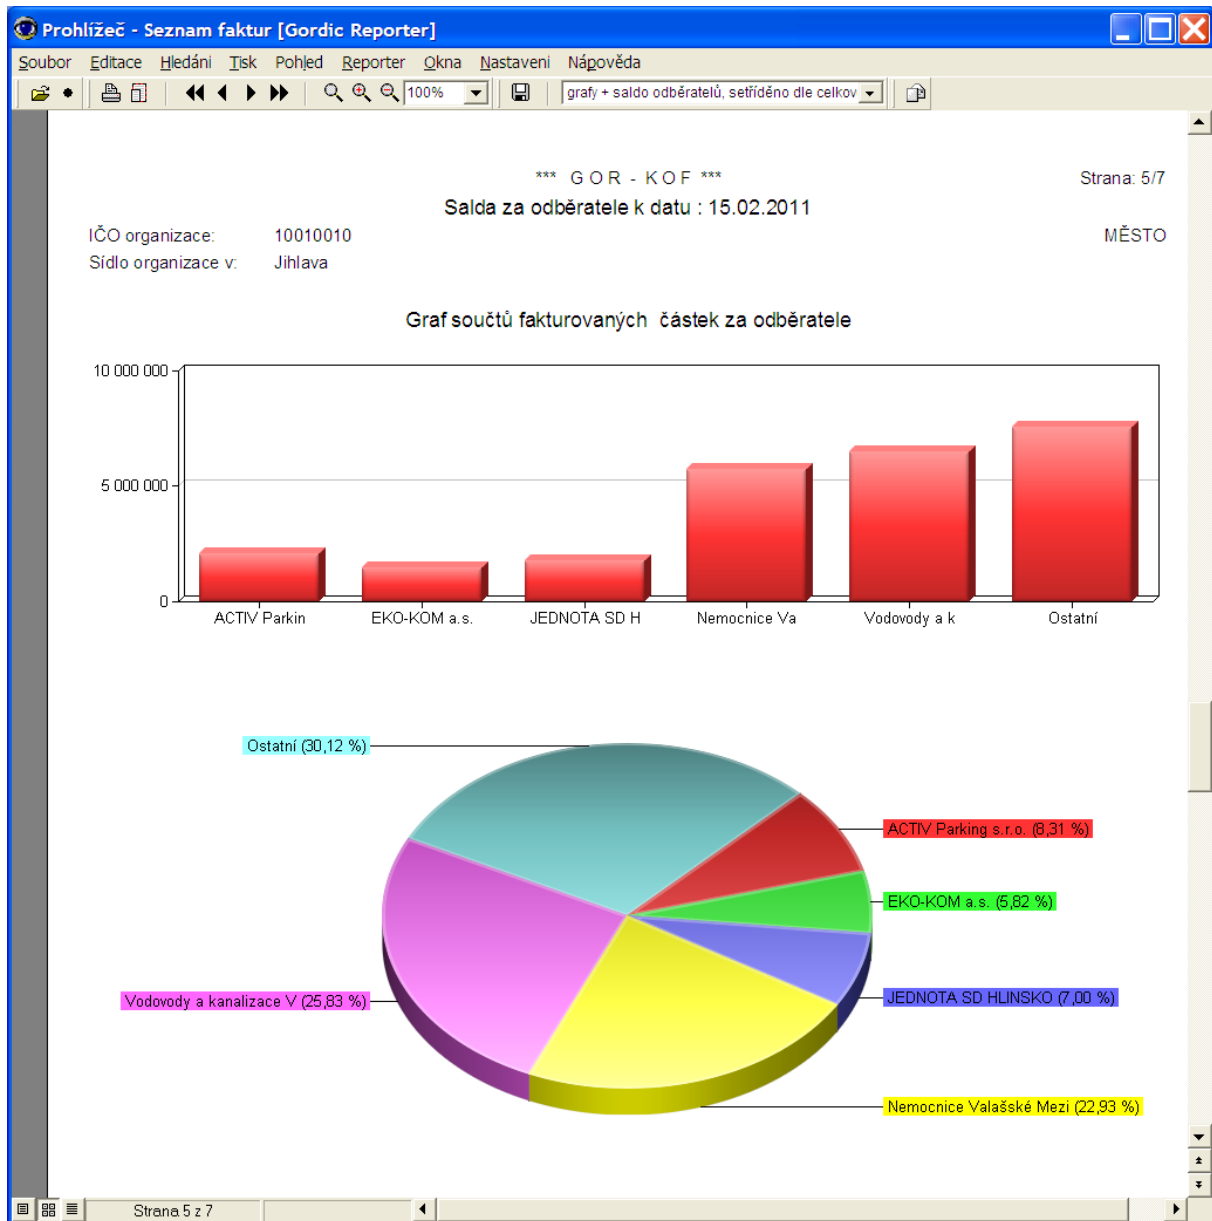 Prohlížeč - Seznam faktur [Gordic Reporter]
Soubor Editace Hledáni Tisk Pohled Reporter Okna Nastaveni Nápověda
100% grafy + saldo odběratelů, setříděno dle celkov
*** G O R - K O F *** Strana: 5/7
Salda za odběratele k datu : 15.02.2011
IČO organizace: 10010010 MĚSTO
Sídlo organizace v: Jihlava
Graf součtů fakturovaných částek za odběratele
10 000 000
5 000 000
0
ACTIV Parkin EKO-KOM a.s. JEDNOTA SD H Nemocnice Va Vodovody a k Ostatní
Ostatní (30,12 %)
ACTIV Parking s.r.o. (8,31 %)
EKO-KOM a.s. (5,82 %)
JEDNOTA SD HLINSKO (7,00 %)
Vodovody a kanalizace V (25,83 %)
Nemocnice Valašské Mezi (22,93 %)
Strana 5 z 7